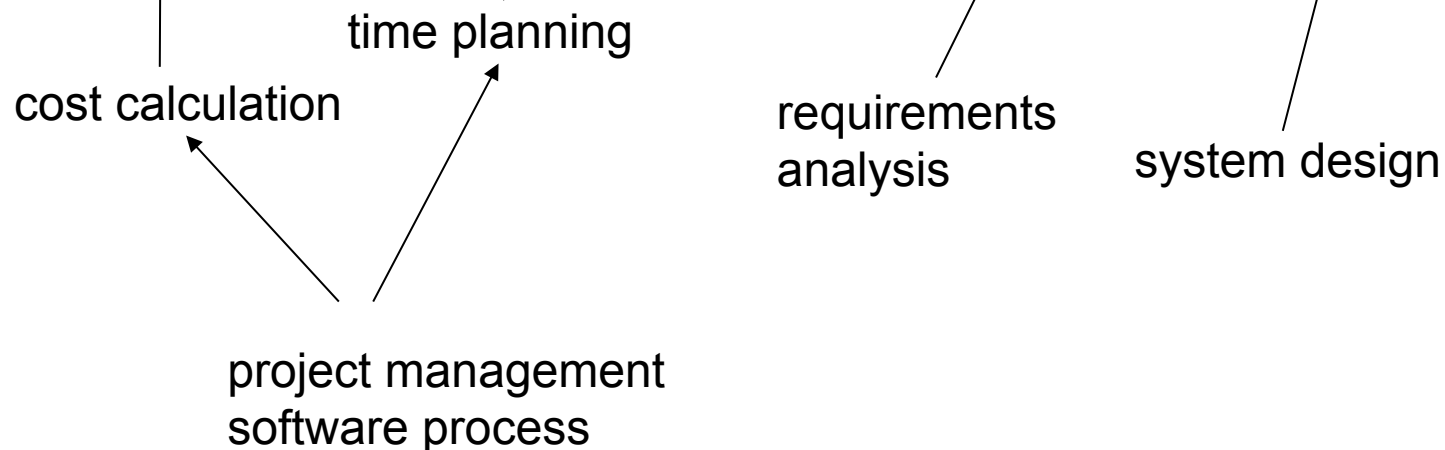 time planning
cost calculation
requirements
analysis
system design
project management
software process